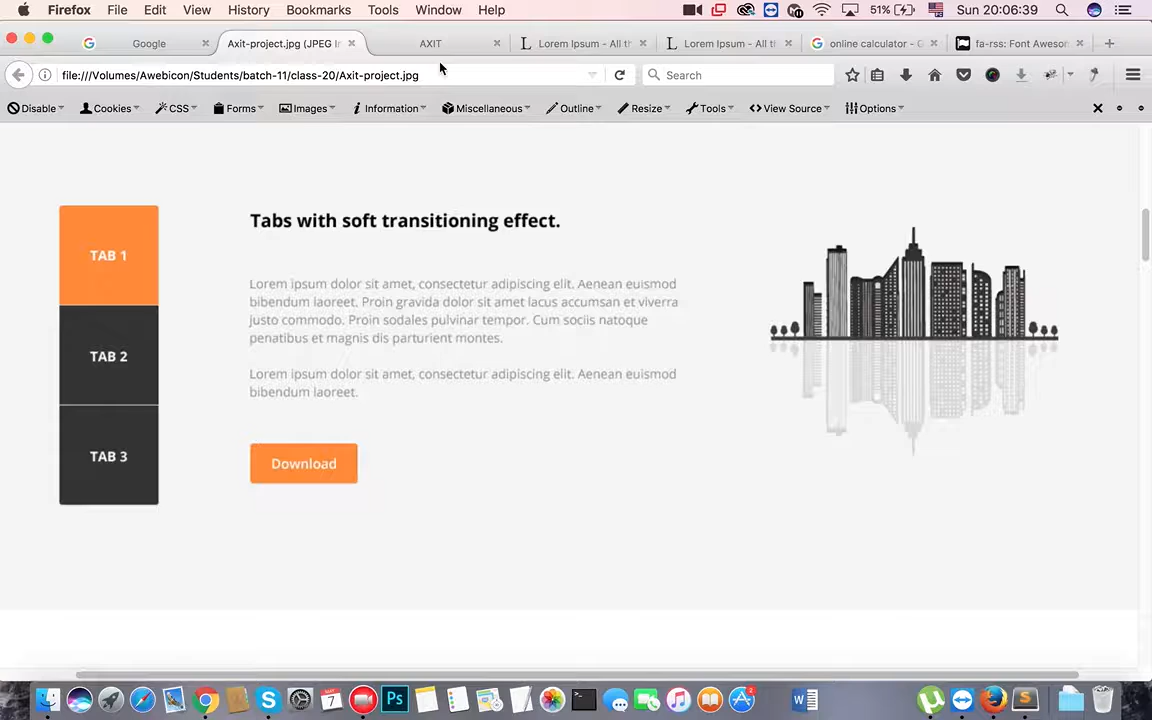 Firefox File Edit View History Bookmarks Tools Window Help 51% Sun 20:06:39
Google Axit-project.jpg (JPEG I AXIT Lorem Ipsum - All t Lorem Ipsum - All t online calculator - fa-rss: Font Aweson
file:///Volumes/Awebicon/Students/batch-11/class-20/Axit-project.jpg Search
Disable Cookies CSS Forms Images Information Miscellaneous Outline Resize Tools View Source Options
Tabs with soft transitioning effect.
TAB 1
Lorem ipsum dolor sit amet, consectetur adipiscing elit. Aenean euismod
bibendum laoreet. Proin gravida dolor sit amet lacus accumsan et viverra
justo commodo. Proin sodales pulvinar tempor. Cum sociis natoque
penatibus et magnis dis parturient montes.
TAB 2
Lorem ipsum dolor sit amet, consectetur adipiscing elit. Aenean euismod
bibendum laoreet.
TAB 3
Download